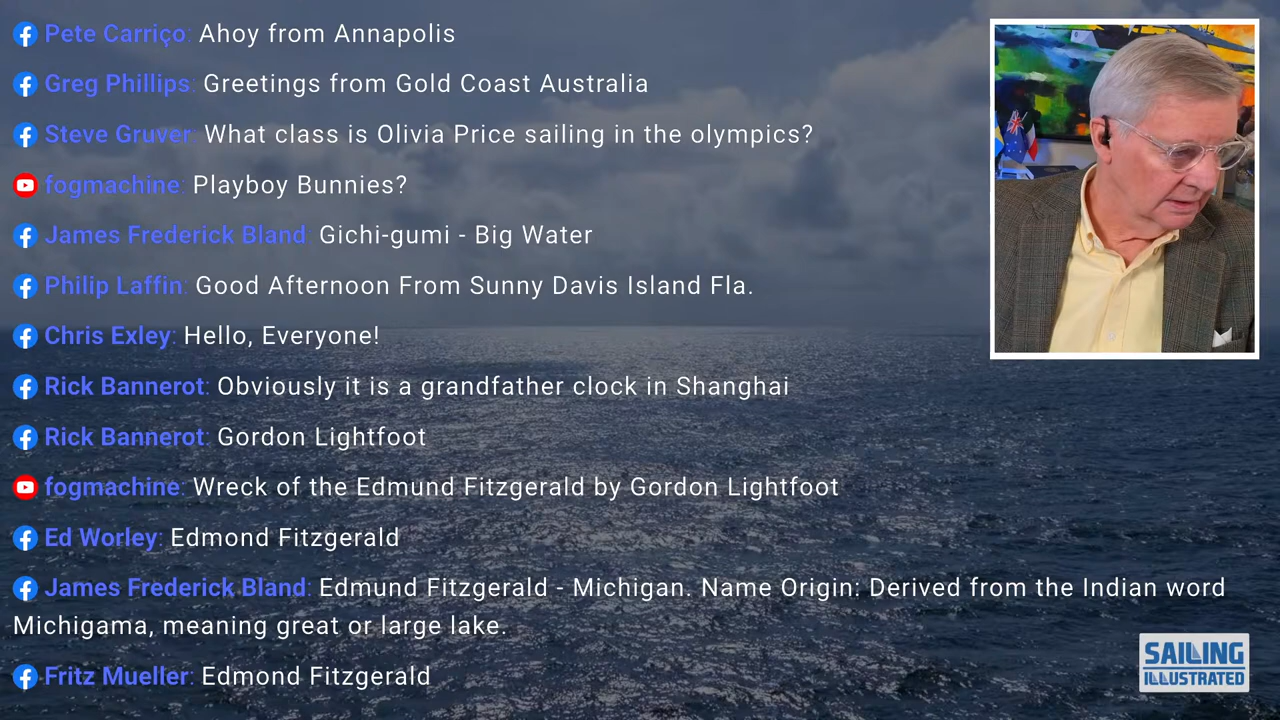 Pete Carriço: Ahoy from Annapolis
Greg Phillips: Greetings from Gold Coast Australia
Steve Gruver: What class is Olivia Price sailing in the olympics?
fogmachine: Playboy Bunnies?
James Frederick Bland: Gichi-gumi - Big Water
Philip Laffin: Good Afternoon From Sunny Davis Island Fla.
Chris Exley: Hello, Everyone!
Rick Bannerot: Obviously it is a grandfather clock in Shanghai
Rick Bannerot: Gordon Lightfoot
fogmachine: Wreck of the Edmund Fitzgerald by Gordon Lightfoot
Ed Worley: Edmond Fitzgerald
James Frederick Bland: Edmund Fitzgerald - Michigan. Name Origin: Derived from the Indian word
Michigama, meaning great or large lake.
Fritz Mueller: Edmond Fitzgerald
SAILING
ILLUSTRATED